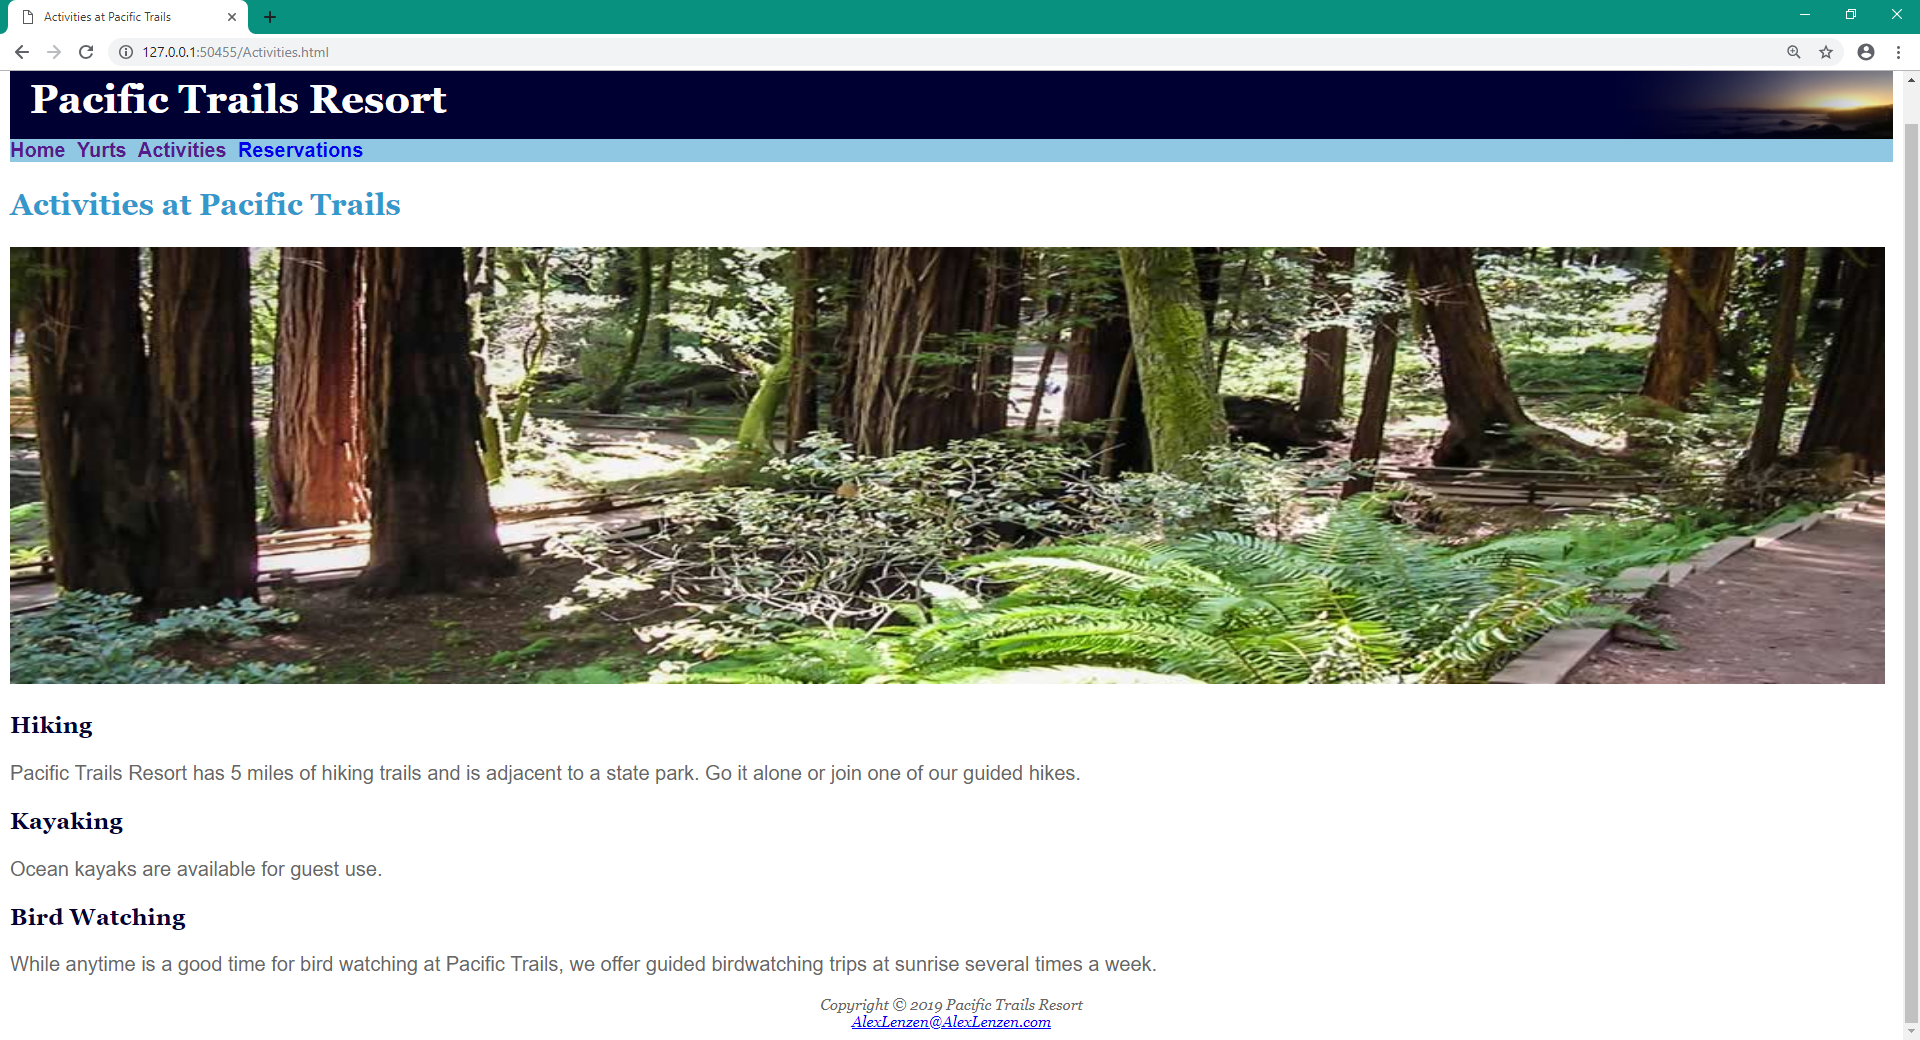 Activities at Pacific Trails
127.0.0.1:50455/Activities.html
Pacific Trails Resort
Home Yurts Activities Reservations
Activities at Pacific Trails
Hiking
Pacific Trails Resort has 5 miles of hiking trails and is adjacent to a state park. Go it alone or join one of our guided hikes.
Kayaking
Ocean kayaks are available for guest use.
Bird Watching
While anytime is a good time for bird watching at Pacific Trails, we offer guided birdwatching trips at sunrise several times a week.
Copyright © 2019 Pacific Trails Resort
AlexLenzen@AlexLenzen.com